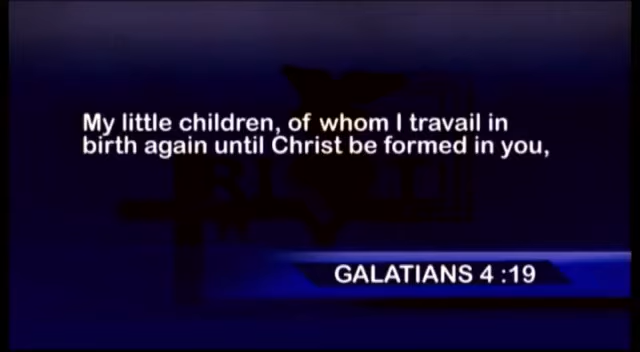 My little children, of whom I travail in
birth again until Christ be formed in you,
GALATIANS 4 :19